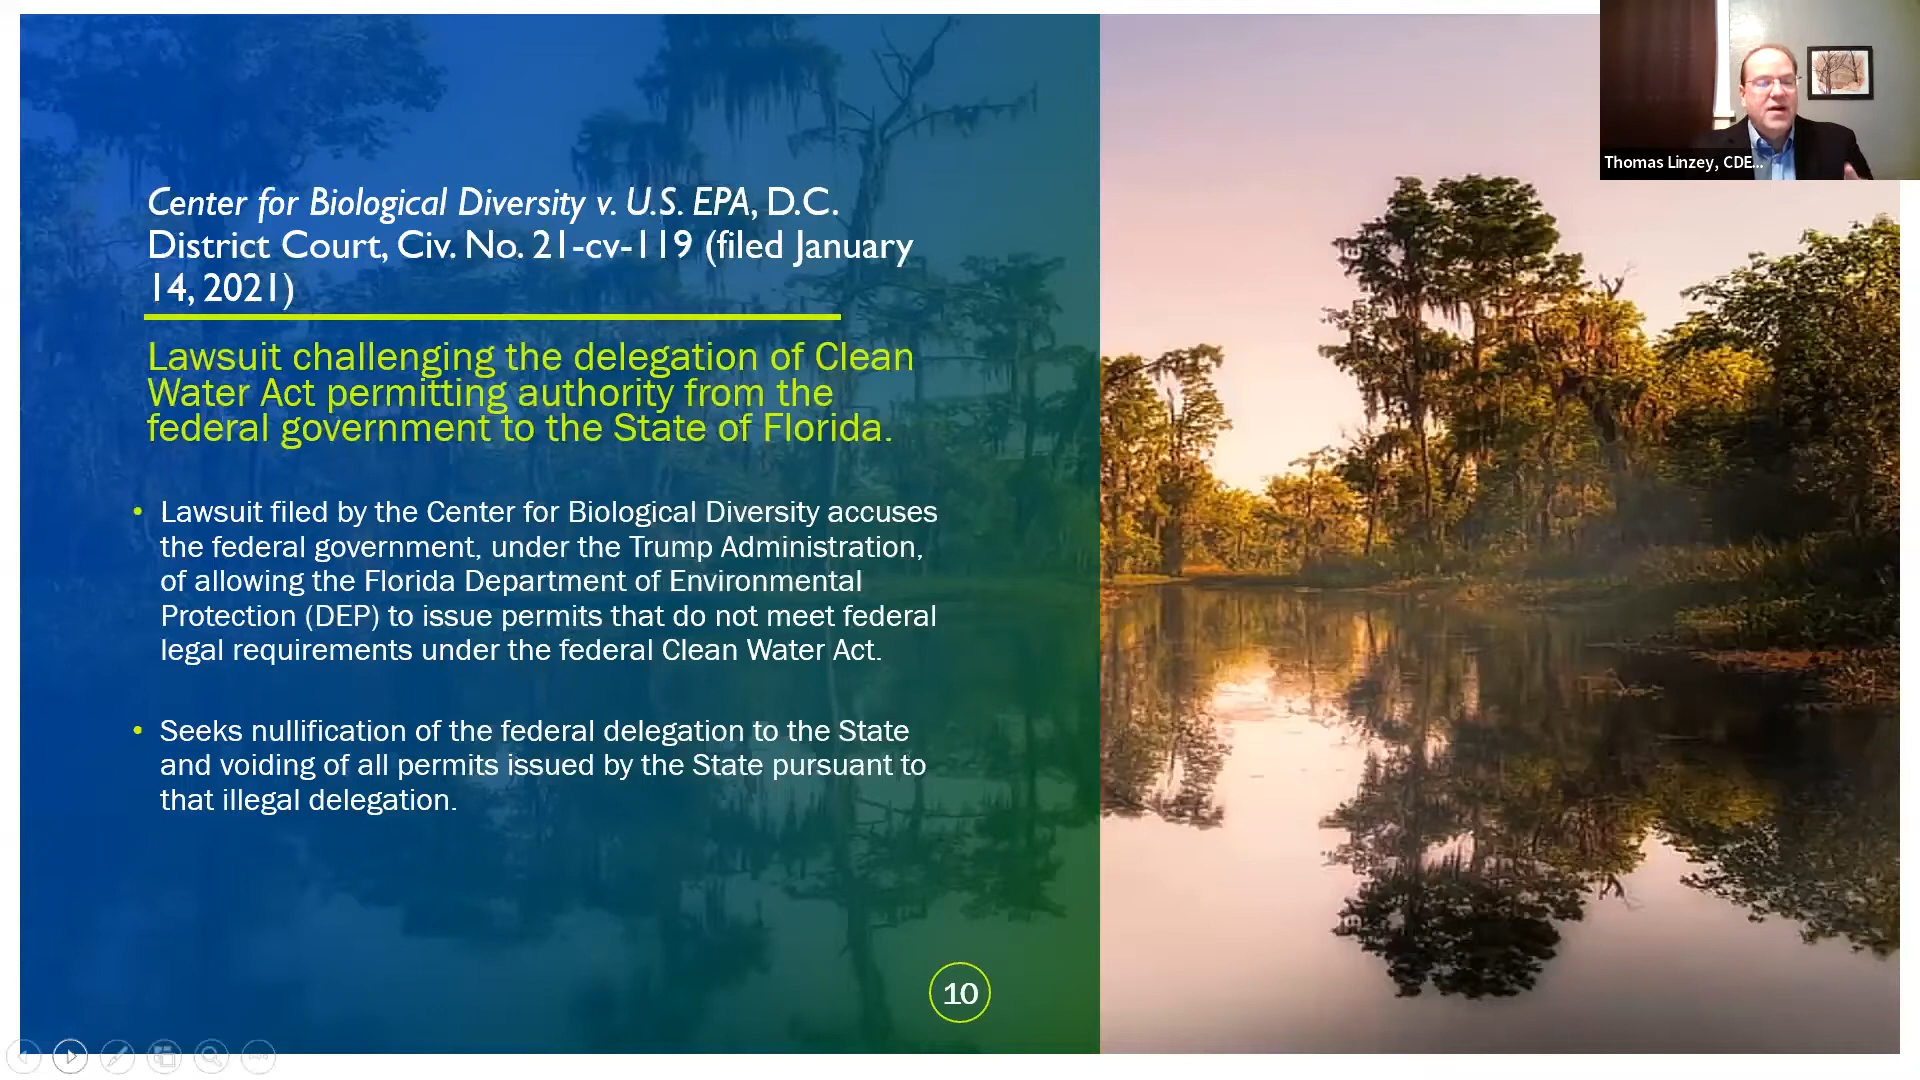 Thomas Linzey, CDE...
Center for Biological Diversity v. U.S. EPA, D.C.
District Court, Civ. No. 21-cv-119 (filed January
14, 2021)
Lawsuit challenging the delegation of Clean
Water Act permitting authority from the
federal government to the State of Florida.
• Lawsuit filed by the Center for Biological Diversity accuses
the federal government, under the Trump Administration,
of allowing the Florida Department of Environmental
Protection (DEP) to issue permits that do not meet federal
legal requirements under the federal Clean Water Act.
• Seeks nullification of the federal delegation to the State
and voiding of all permits issued by the State pursuant to
that illegal delegation.
10